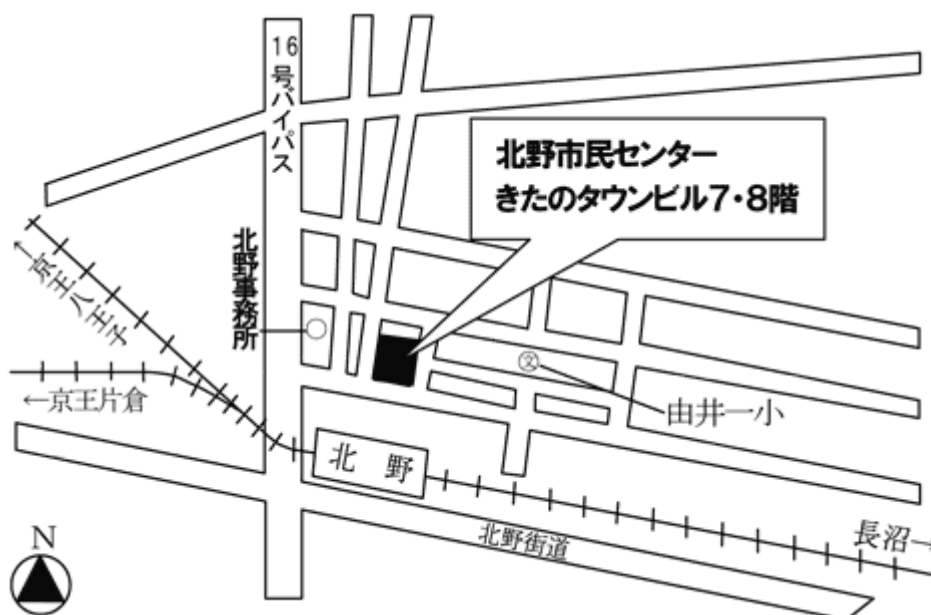 16号バイパス
北野市民センター
きたのタウンビル7・8階
北野事務所
←京王八王子
←京王片倉
文
由井一小
北野
北野街道
長沼→
N